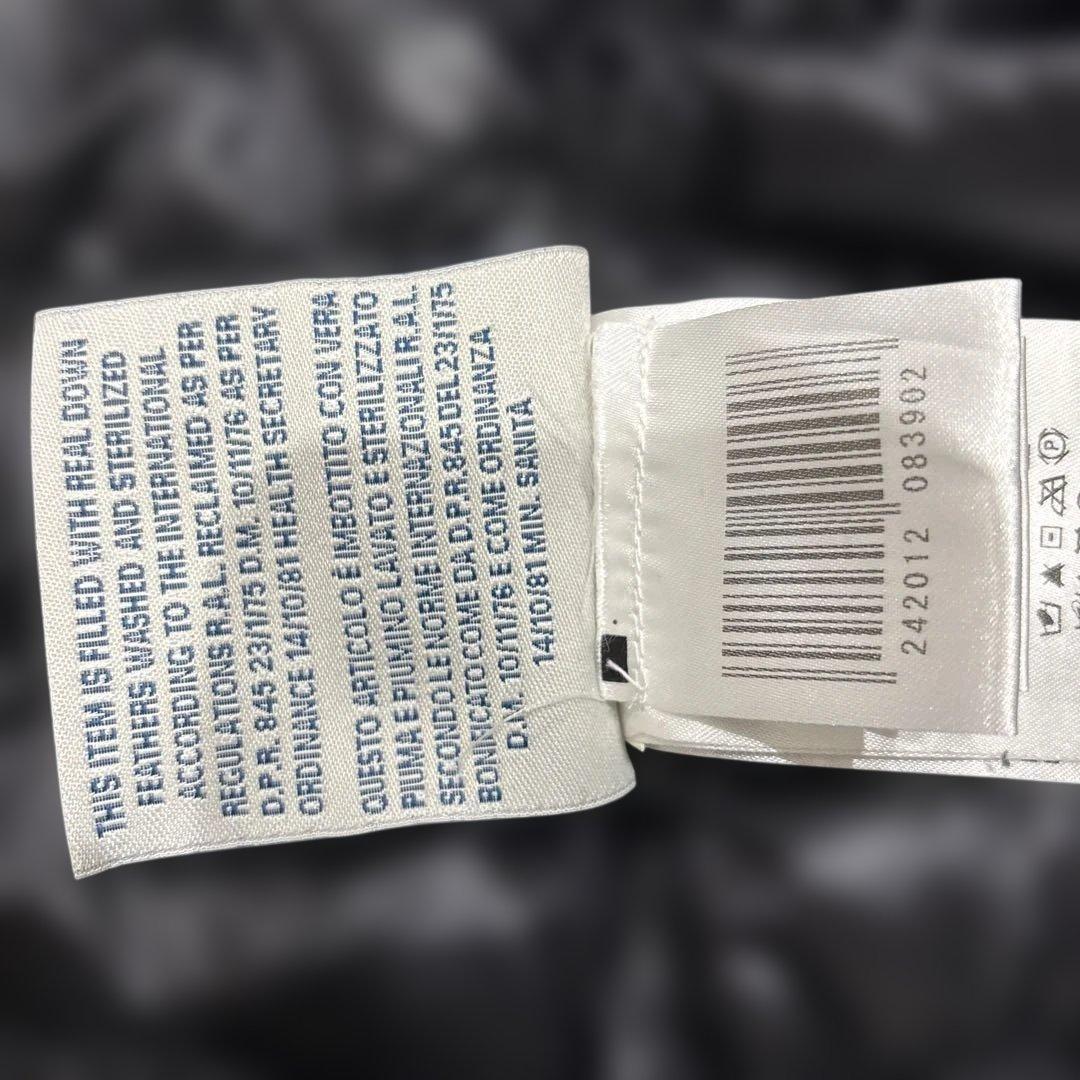 THIS ITEM IS FILLED WITH REAL DOWN
FEATHERS WASHED AND STERILIZED
ACCORDING TO THE INTERNATIONAL
REGULATIONS R.A.L. RECLAIMED AS PER
D.P.R. 845 23/1/75 D.M. 10/11/76 AS PER
ORDINANCE 14/10/81 HEALTH SECRETARY
QUESTO ARTICOLO É IMBOTTITO CON VERA
PIUMA E PIUMINO LAVATO E STERILIZZATO
SECONDO LE NORME INTERNAZIONALI R.A.L.
BONIFICATO COME DA D.P.R. 845 DEL 23/1/75
D.M. 10/11/76 E COME ORDINANZA
14/10/81 MIN. SANITÀ
242012 083902
P